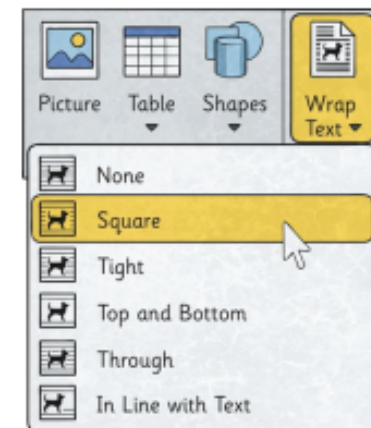 Picture Table Shapes Wrap
Text
None
Square
Tight
Top and Bottom
Through
In Line with Text